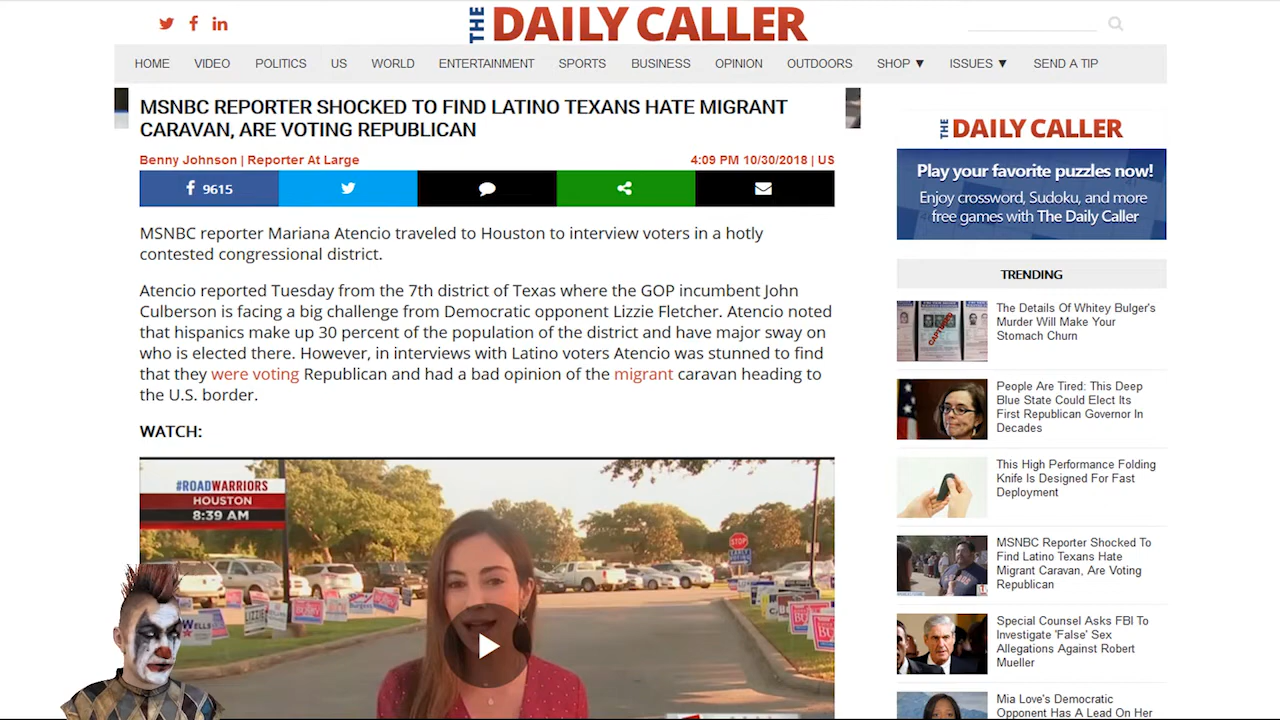 THE DAILY CALLER
HOME VIDEO POLITICS US WORLD ENTERTAINMENT SPORTS BUSINESS OPINION OUTDOORS SHOP ▼ ISSUES ▼ SEND A TIP
MSNBC REPORTER SHOCKED TO FIND LATINO TEXANS HATE MIGRANT
CARAVAN, ARE VOTING REPUBLICAN
Benny Johnson | Reporter At Large
4:09 PM 10/30/2018 | US
9615
MSNBC reporter Mariana Atencio traveled to Houston to interview voters in a hotly
contested congressional district.
Atencio reported Tuesday from the 7th district of Texas where the GOP incumbent John
Culberson is facing a big challenge from Democratic opponent Lizzie Fletcher. Atencio noted
that hispanics make up 30 percent of the population of the district and have major sway on
who is elected there. However, in interviews with Latino voters Atencio was stunned to find
that they were voting Republican and had a bad opinion of the migrant caravan heading to
the U.S. border.
WATCH:
#ROADWARRIORS
HOUSTON
8:39 AM
STOP
LIZZIE
WELLS
THE DAILY CALLER
Play your favorite puzzles now!
Enjoy crossword, Sudoku, and more
free games with The Daily Caller
TRENDING
CAPTURED
The Details Of Whitey Bulger's
Murder Will Make Your
Stomach Churn
People Are Tired: This Deep
Blue State Could Elect Its
First Republican Governor In
Decades
This High Performance Folding
Knife Is Designed For Fast
Deployment
MSNBC Reporter Shocked To
Find Latino Texans Hate
Migrant Caravan, Are Voting
Republican
Special Counsel Asks FBI To
Investigate 'False' Sex
Allegations Against Robert
Mueller
Mia Love's Democratic
Opponent Has A Lead On Her